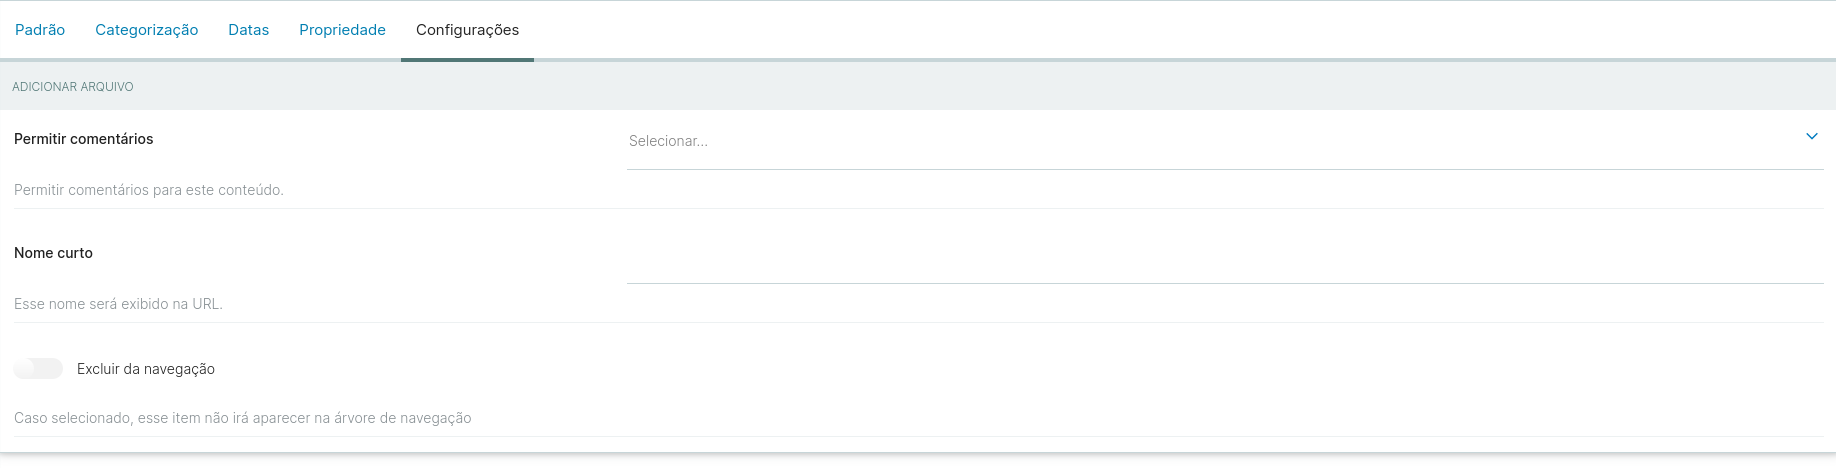 Padrão Categorização Datas Propriedade Configurações
ADICIONAR ARQUIVO
Permitir comentários Selecionar...
Permitir comentários para este conteúdo.
Nome curto
Esse nome será exibido na URL.
Excluir da navegação
Caso selecionado, esse item não irá aparecer na árvore de navegação